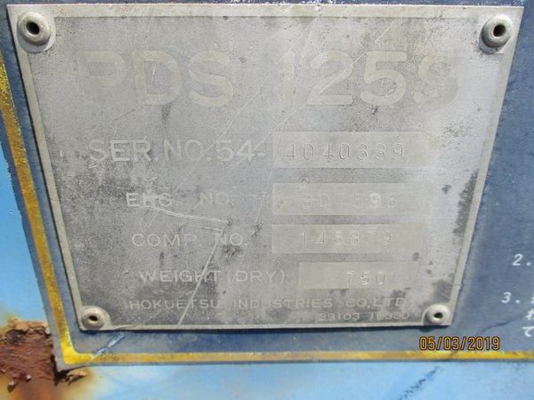 PDS 125S
SER.NO.54-4040389
ENG. NO.
COMP. NO. 145879
WEIGHT(DRY) 750
HOKUETSU INDUSTRIES CO.,LTD.
05/03/2019
2.
3.